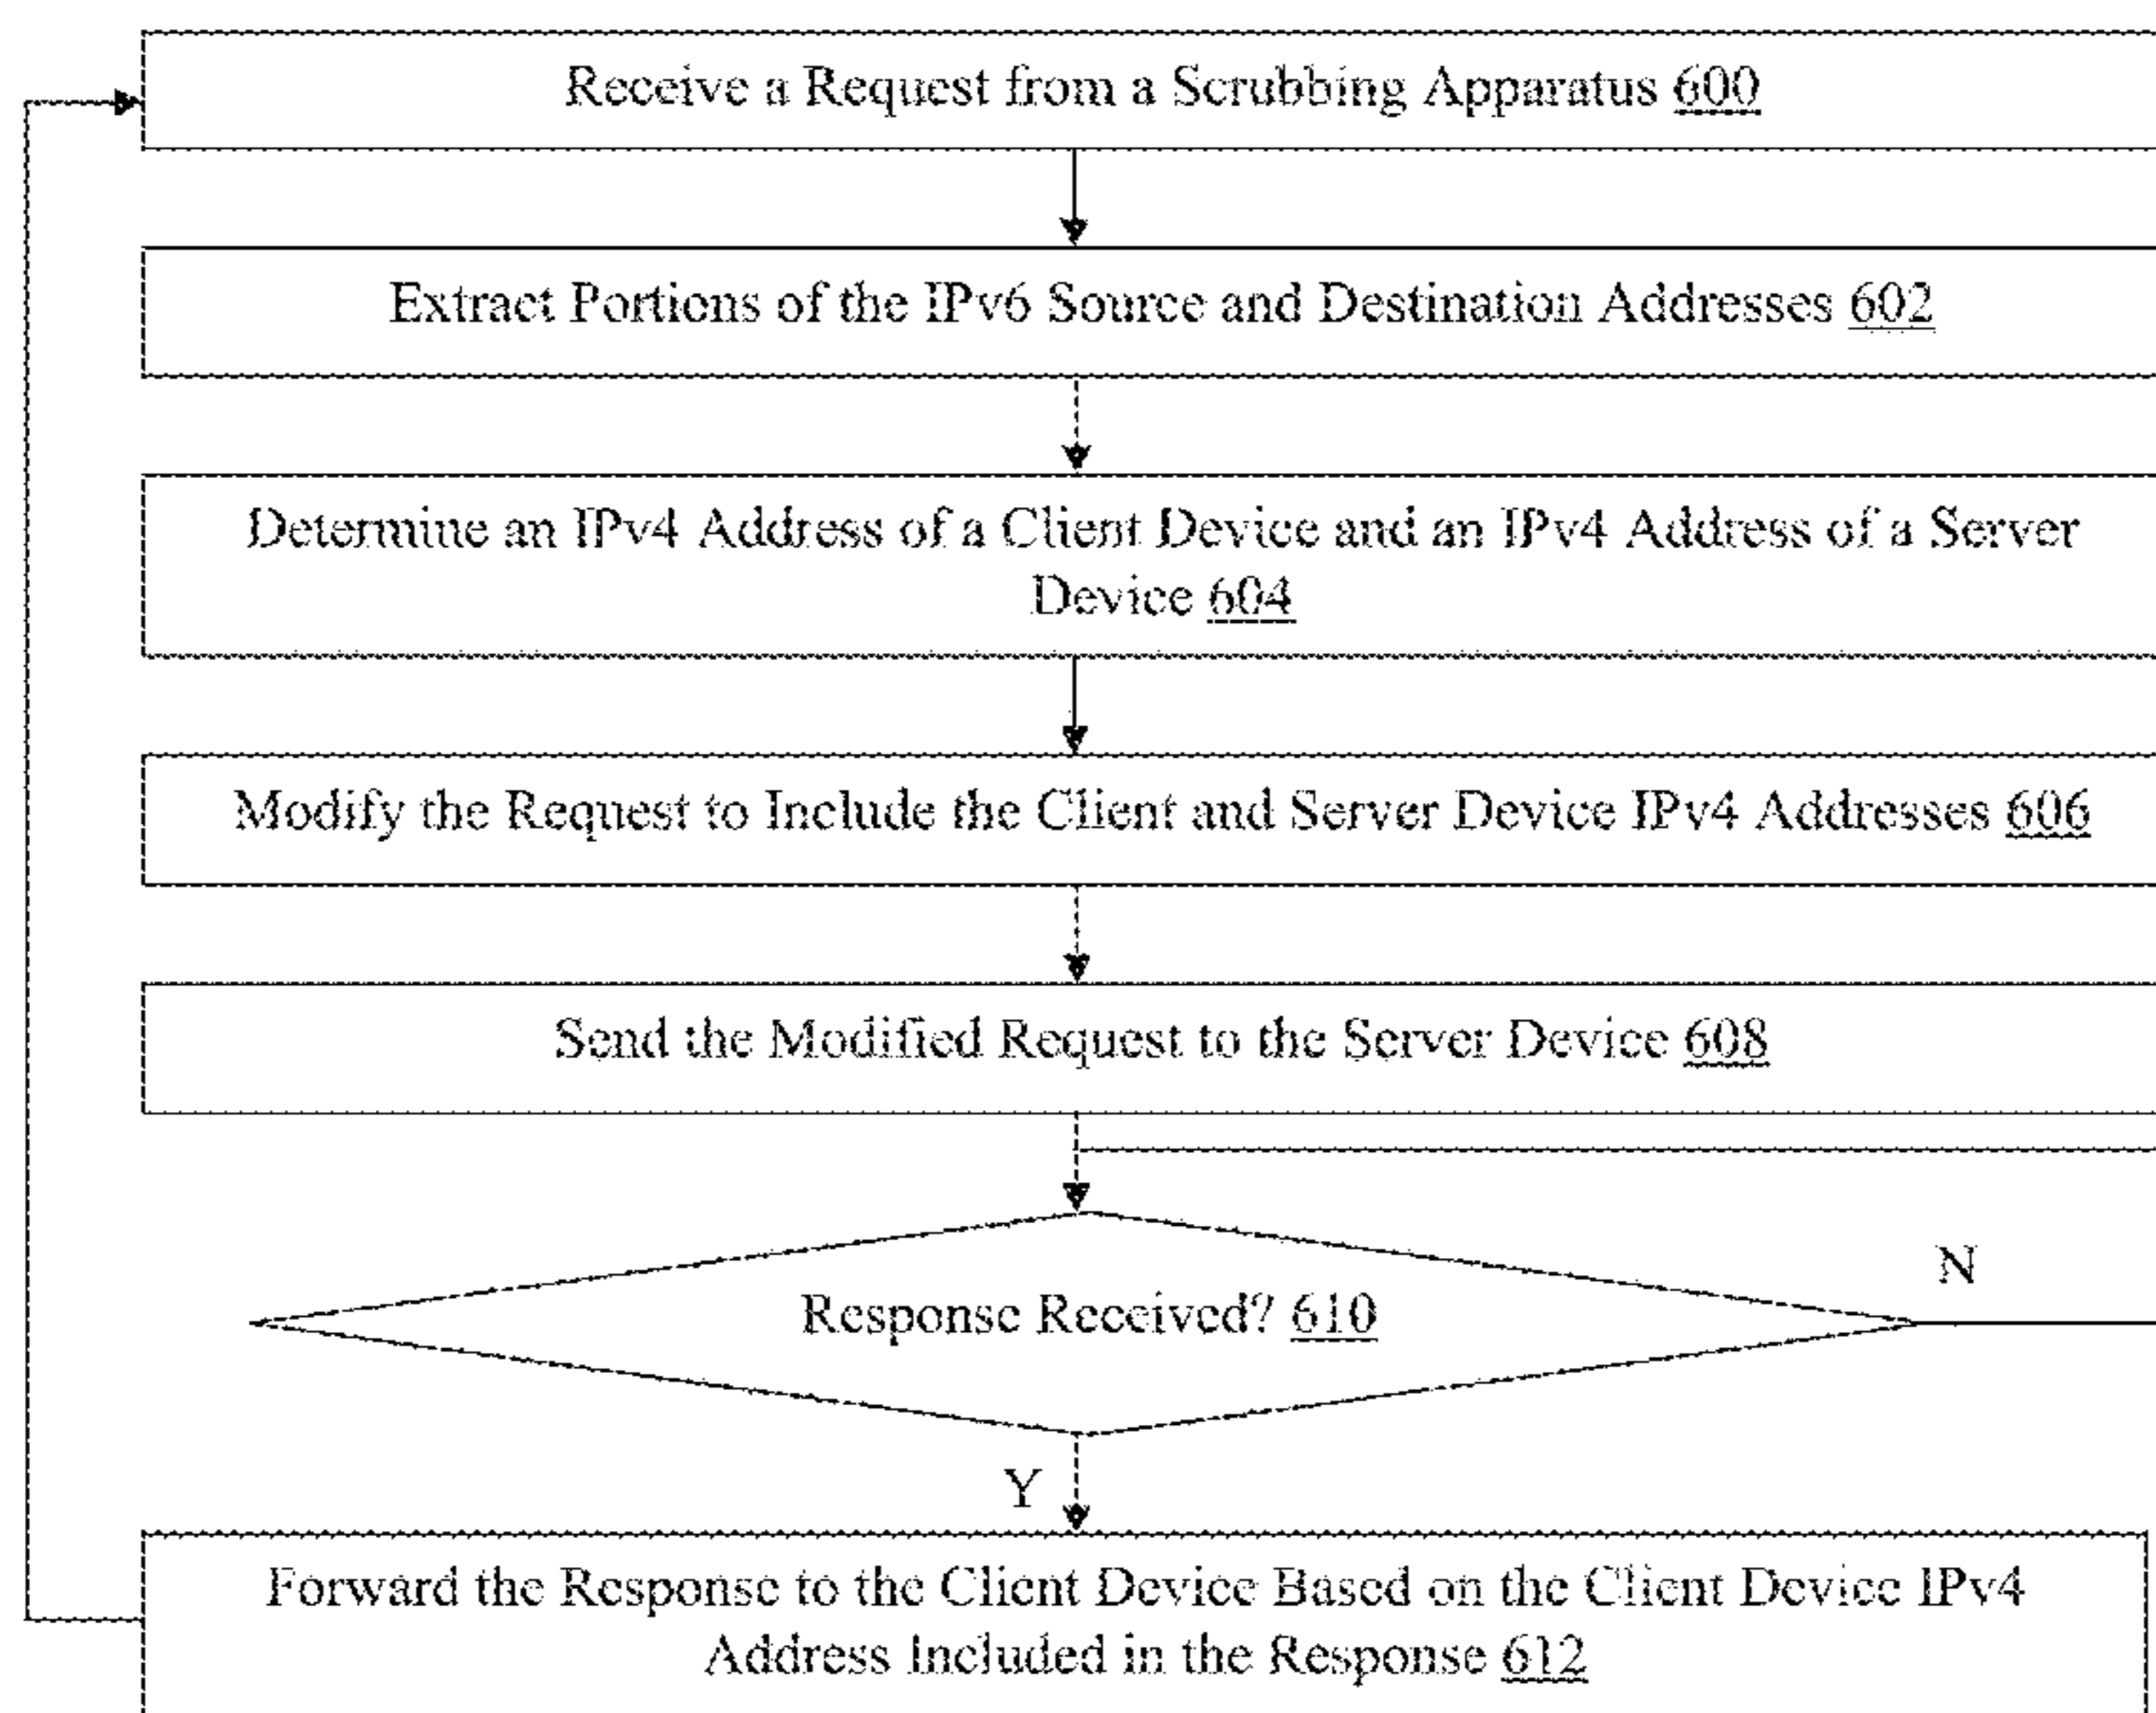 Receive a Request from a Scrubbing Apparatus 600
Extract Portions of the IPv6 Source and Destination Addresses 602
Determine an IPv4 Address of a Client Device and an IPv4 Address of a Server
Device 604
Modify the Request to Include the Client and Server Device IPv4 Addresses 606
Send the Modified Request to the Server Device 608
N
Response Received? 610
Y
Forward the Response to the Client Device Based on the Client Device IPv4
Address Included in the Response 612